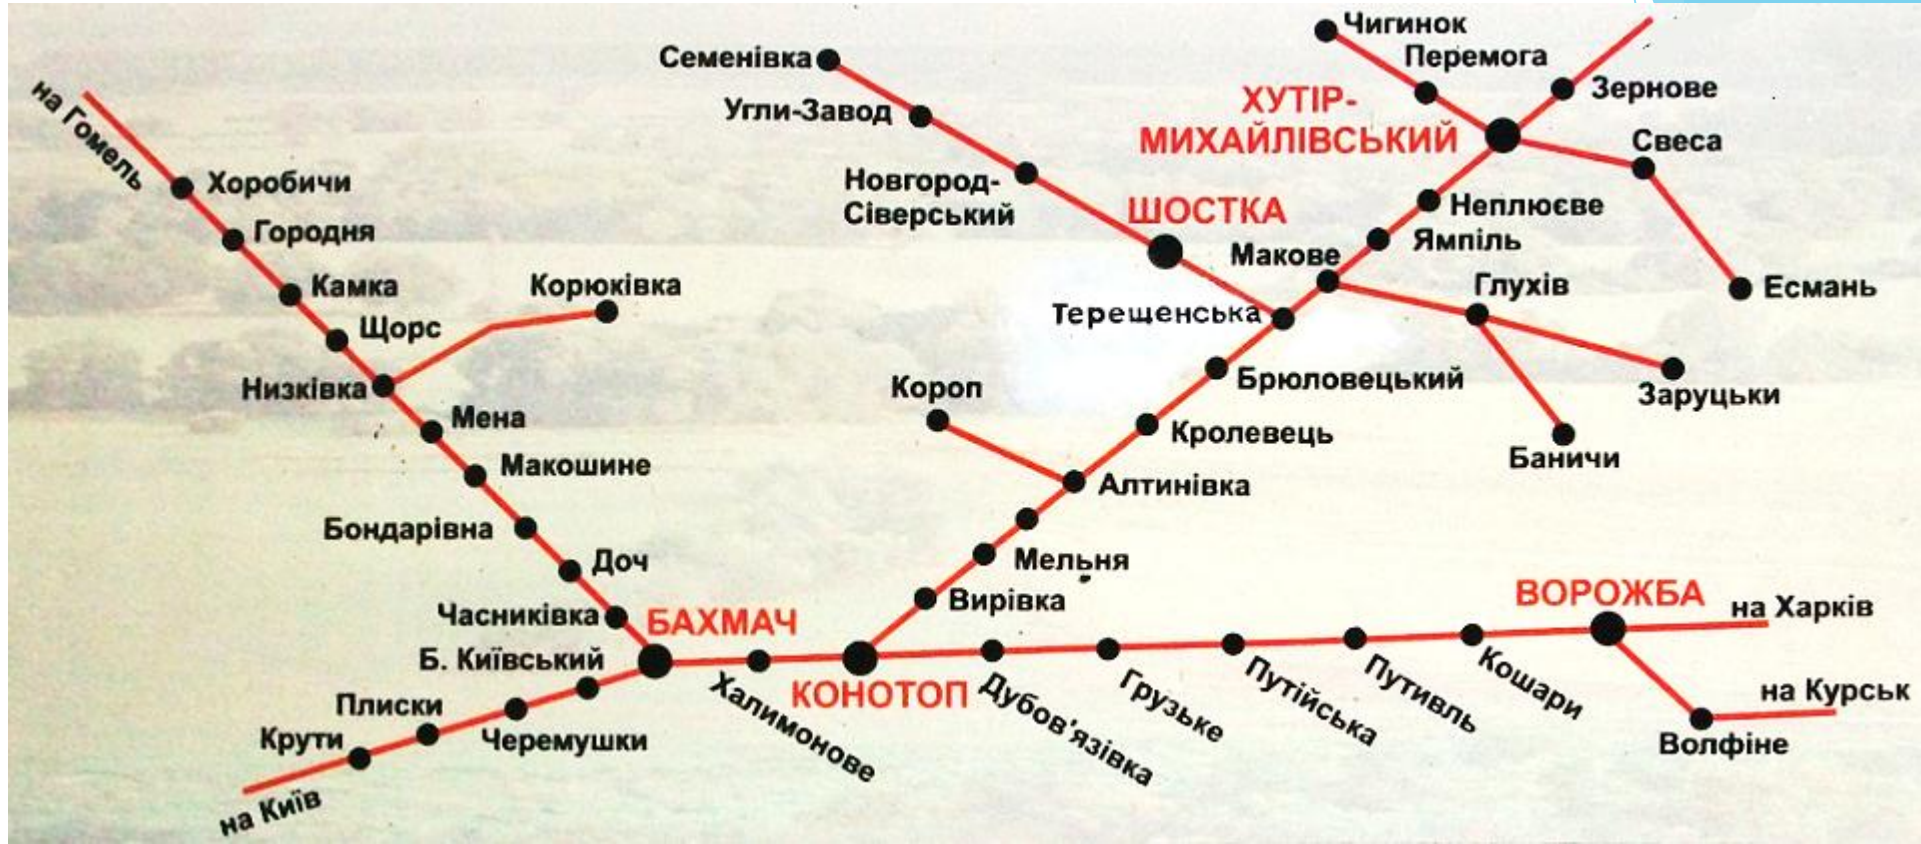 Чигинок
Перемога
Зернове
Семенівка
Угли-Завод
ХУТІР-
МИХАЙЛІВСЬКИЙ
Свеса
на Гомель
Хоробичи
Новгород-
Сіверський
ШОСТКА
Неплюєве
Ямпіль
Городня
Макове
Глухів
Есмань
Камка
Корюківка
Щорс
Терещенська
Низківка
Короп
Брюловецький
Заруцьки
Мена
Кролевець
Баничи
Макошине
Алтинівка
Бондарівна
Доч
Мельня
Вирівка
Часниківка
БАХМАЧ
ВОРОЖБА
на Харків
Б. Київський
Халимонове
КОНОТОП
Дубов'язівка
Грузьке
Путійська
Путивль
Кошари
на Курськ
Волфіне
Плиски
Крути
Черемушки
на Київ